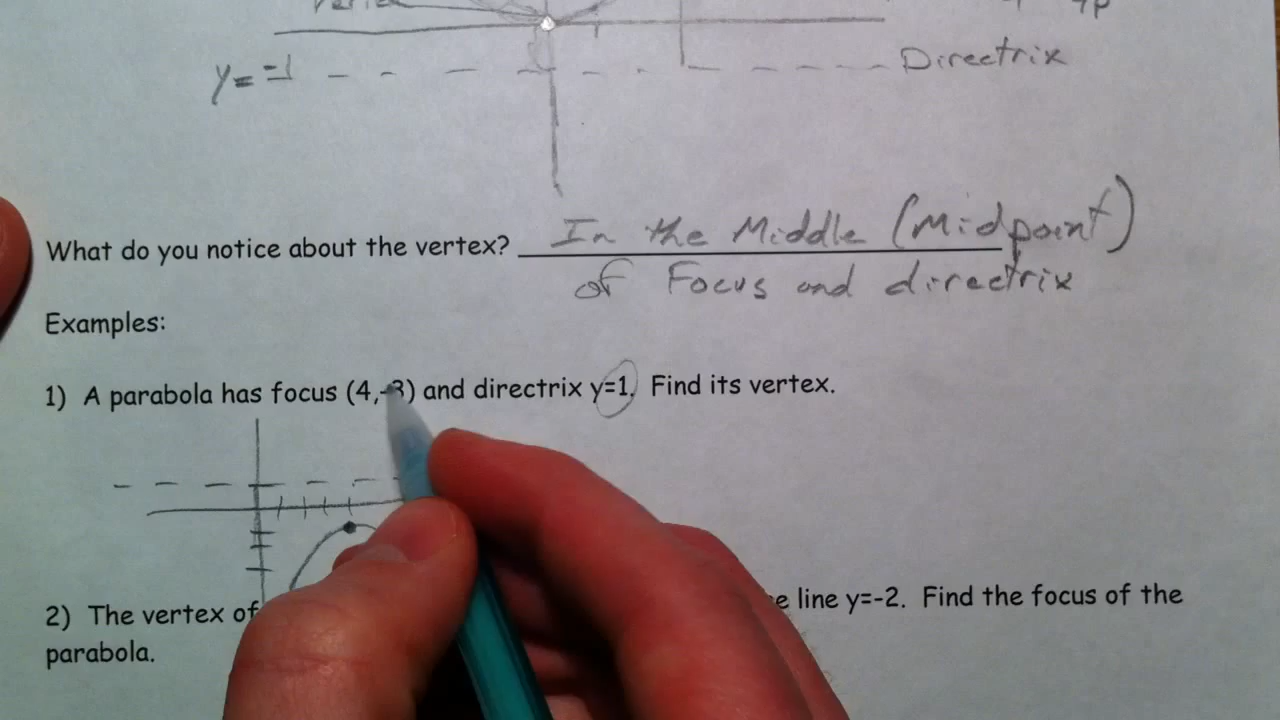 y=-1
Directrix
What do you notice about the vertex? In the Middle (Midpoint)
of Focus and directrix
Examples:
1) A parabola has focus (4,-3) and directrix y=1. Find its vertex.
2) The vertex of line y=-2. Find the focus of the
parabola.